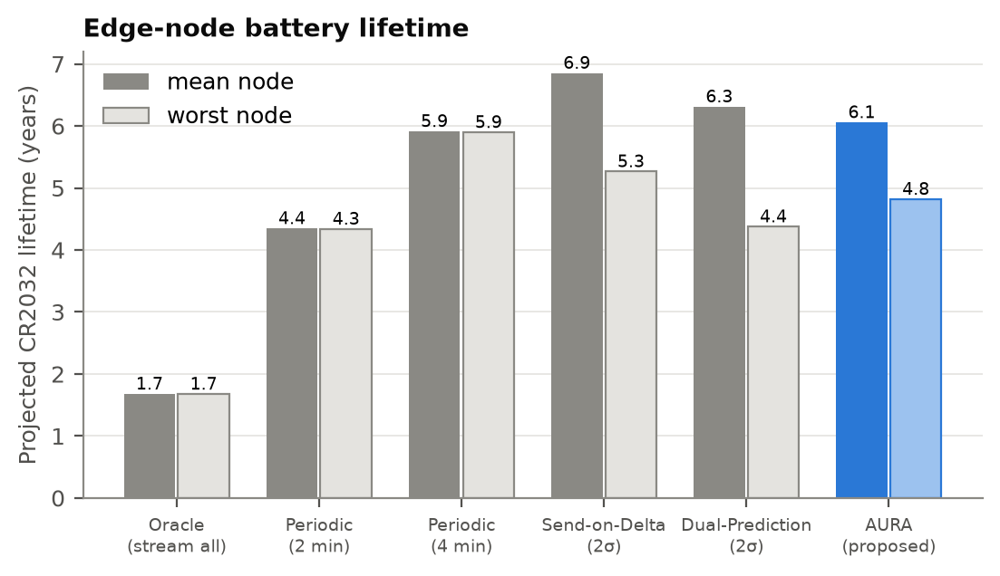 Edge-node battery lifetime
Projected CR2032 lifetime (years)
7
6
5
4
3
2
1
0
mean node
worst node
1.7
1.7
4.4
4.3
5.9
5.9
6.9
5.3
6.3
4.4
6.1
4.8
Oracle
(stream all)
Periodic
(2 min)
Periodic
(4 min)
Send-on-Delta
(2σ)
Dual-Prediction
(2σ)
AURA
(proposed)